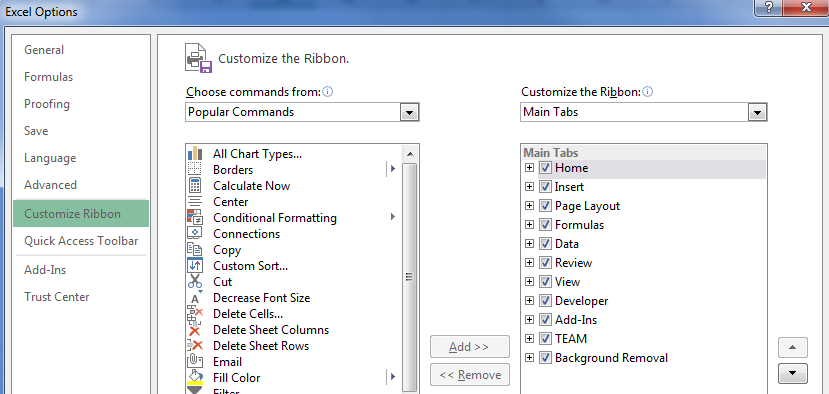 Excel Options
General
Formulas
Proofing
Save
Language
Advanced
Customize Ribbon
Quick Access Toolbar
Add-Ins
Trust Center
Customize the Ribbon.
Choose commands from:
Popular Commands
All Chart Types...
Borders
Calculate Now
Center
Conditional Formatting
Connections
Copy
Custom Sort...
Cut
Decrease Font Size
Delete Cells...
Delete Sheet Columns
Delete Sheet Rows
Email
Fill Color
Filter
Add >>
<< Remove
Customize the Ribbon:
Main Tabs
Main Tabs
Home
Insert
Page Layout
Formulas
Data
Review
View
Developer
Add-Ins
TEAM
Background Removal